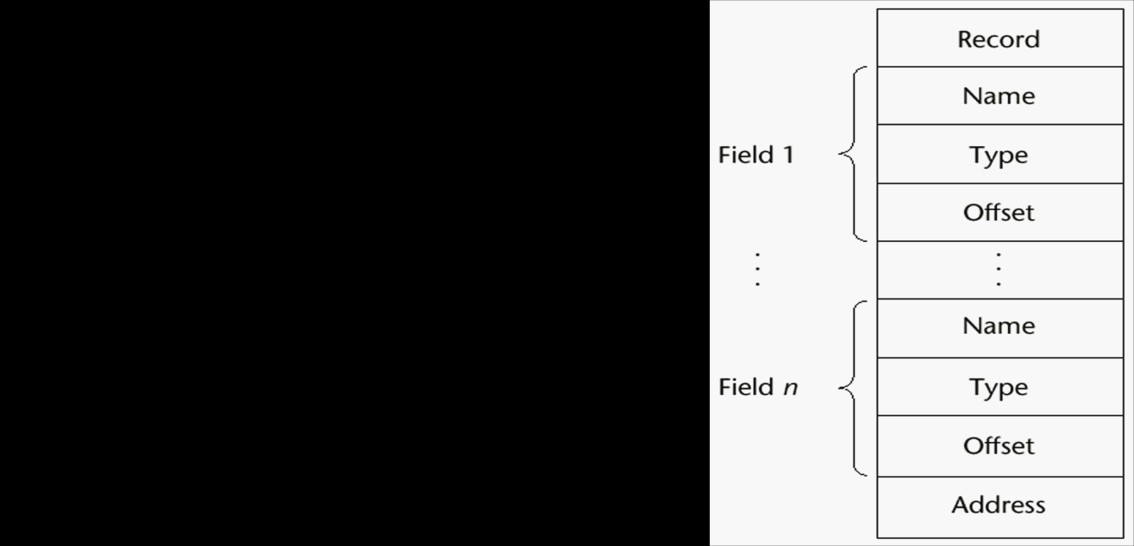 Record
Name
Field 1
Type
Offset
⋮ ⋮
Name
Field n
Type
Offset
Address